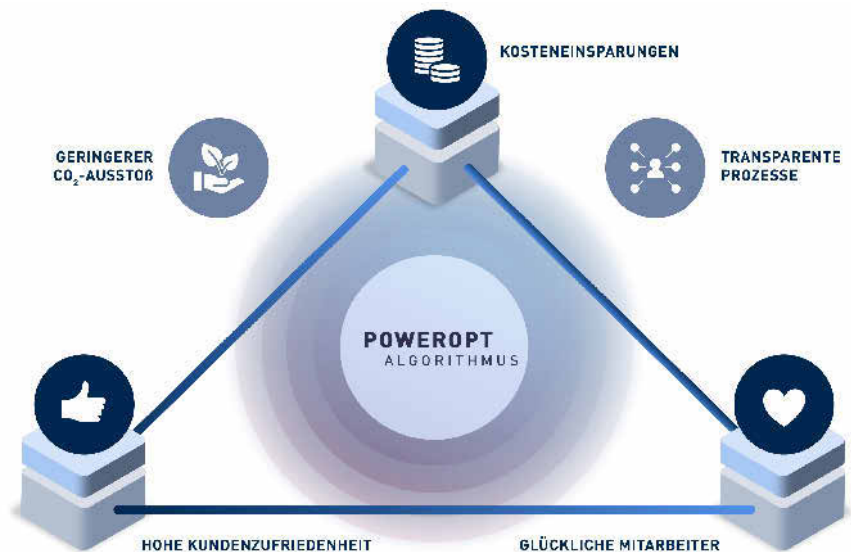 KOSTENEINSPARUNGEN
GERINGERER
CO₂-AUSSTOß
TRANSPARENTE
PROZESSE
POWEROPT
ALGORITHMUS
HOHE KUNDENZUFRIEDENHEIT
GLÜCKLICHE MITARBEITER